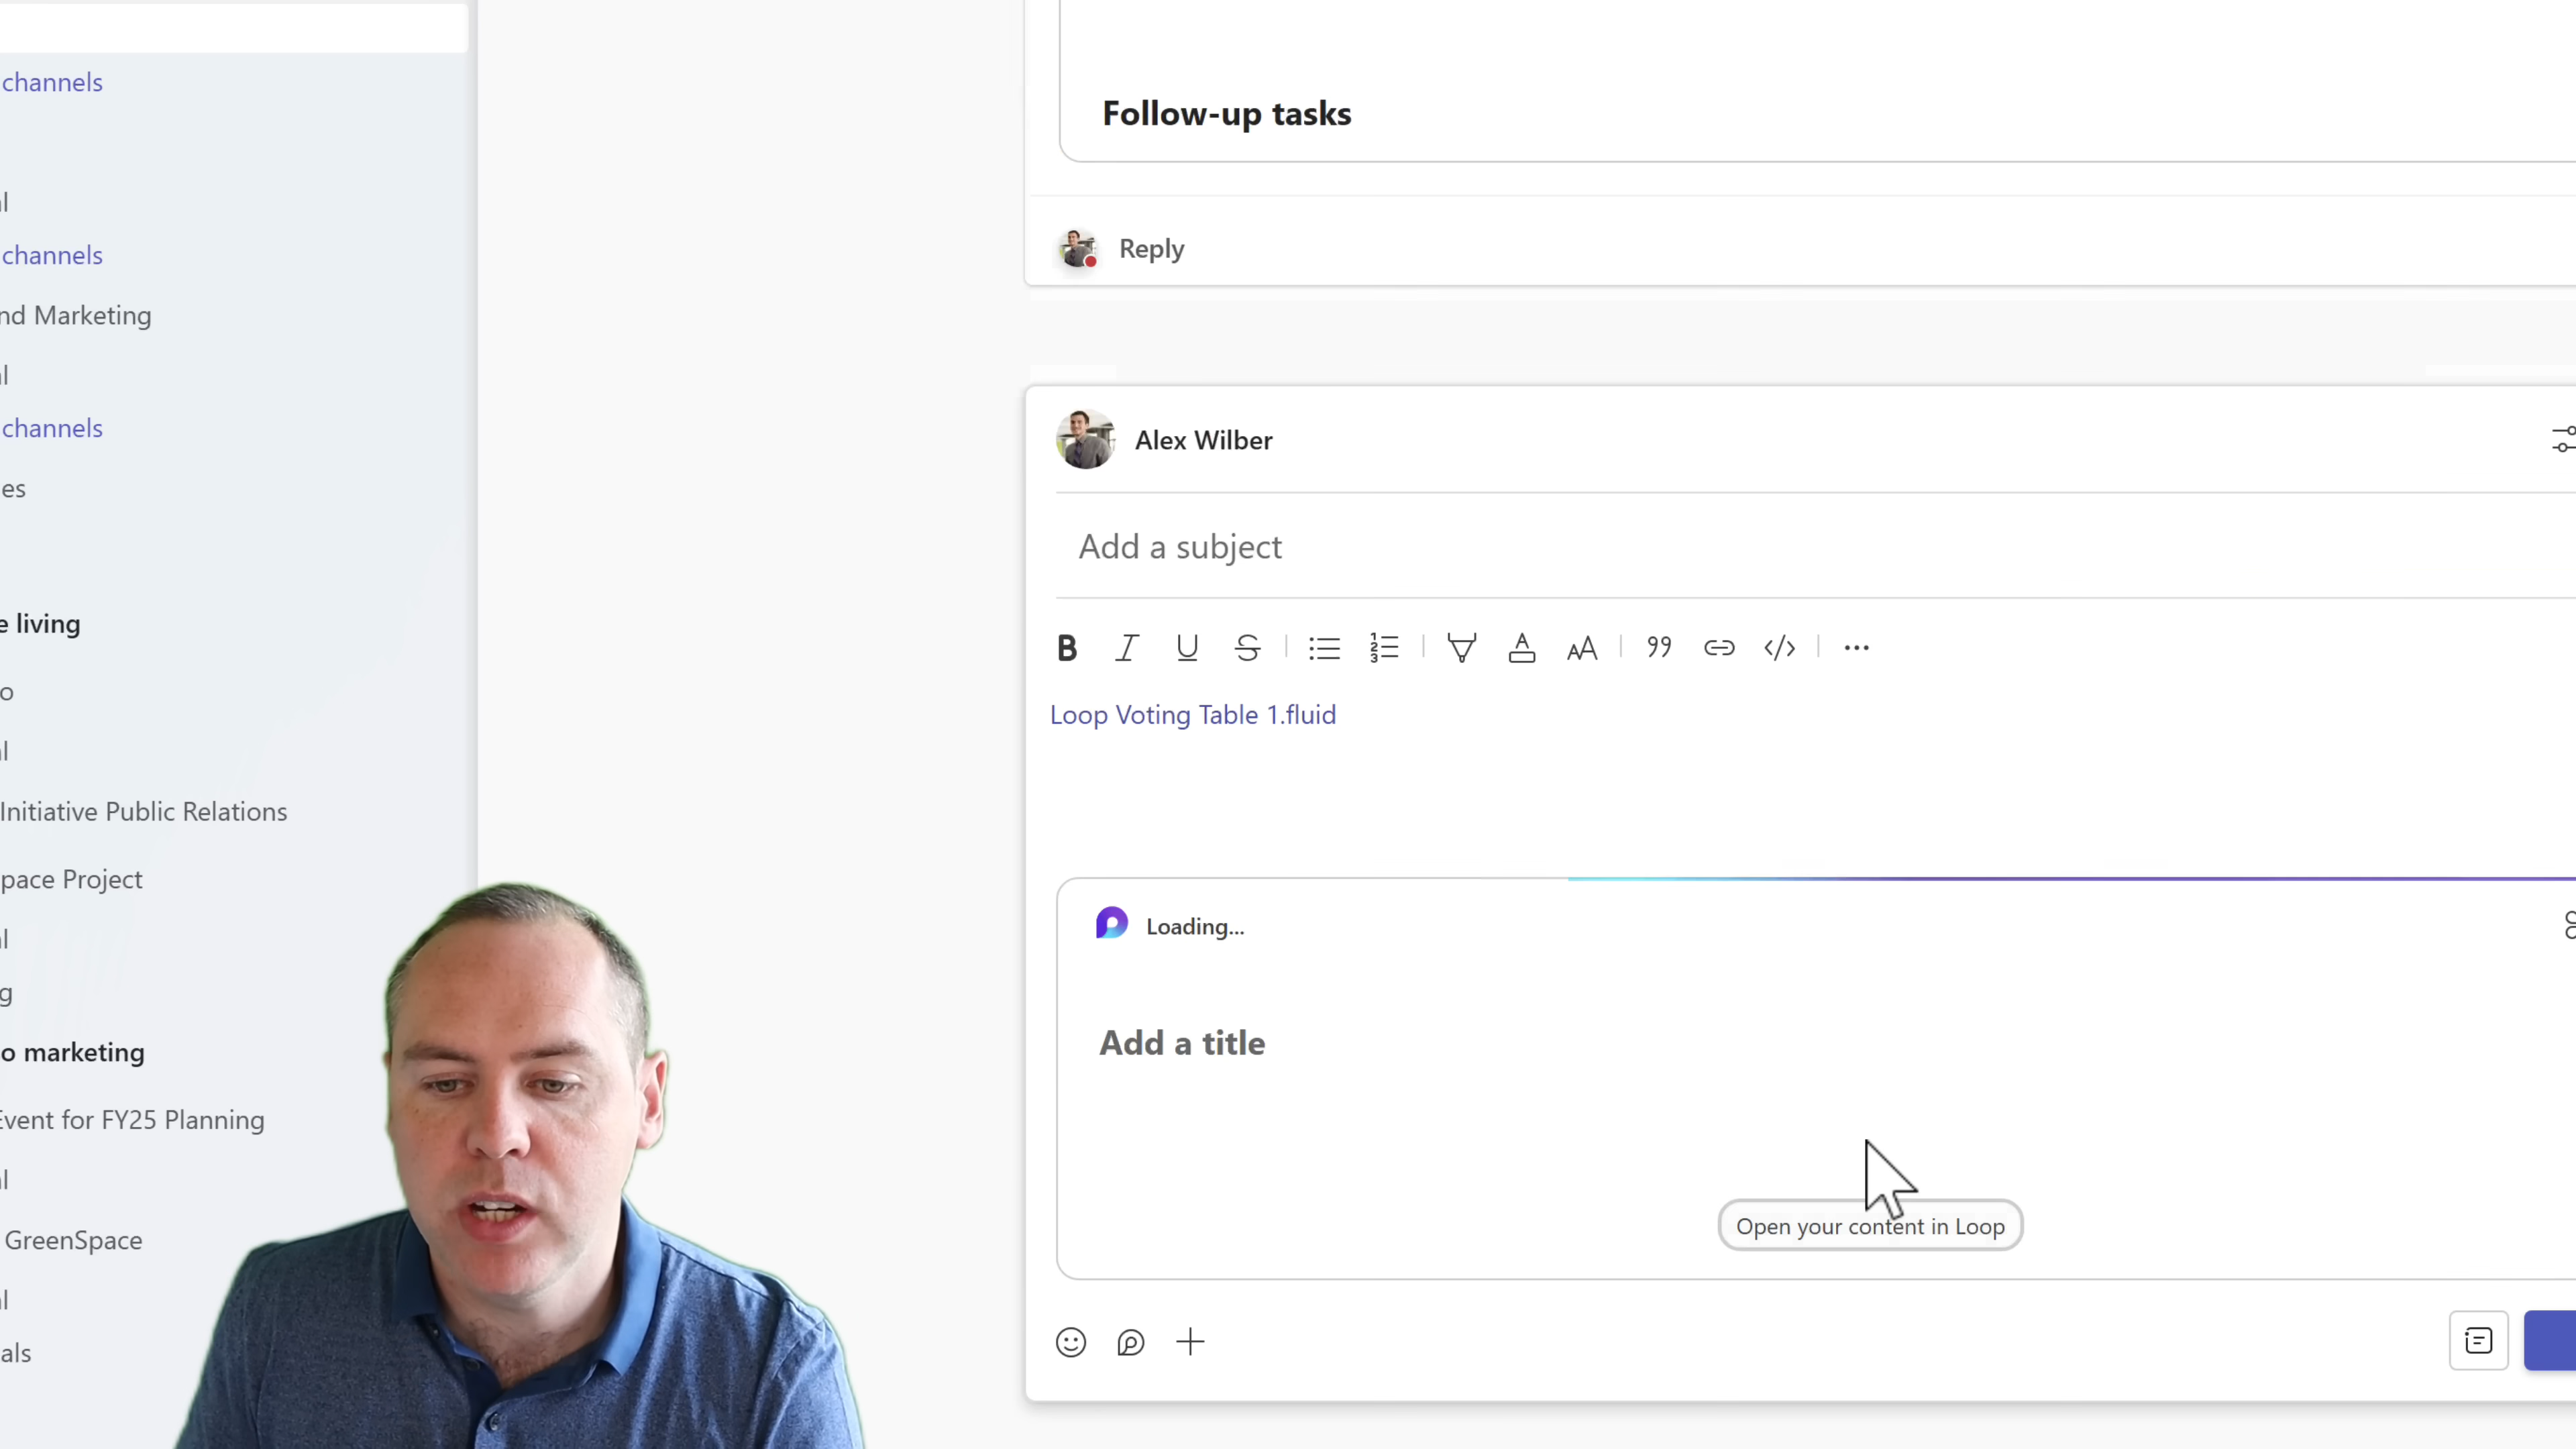 channels
channels
nd Marketing
channels
es
e living
o
Initiative Public Relations
pace Project
g
o marketing
Event for FY25 Planning
GreenSpace
als
Follow-up tasks
Reply
Alex Wilber
Add a subject
Loop Voting Table 1.fluid
Loading...
Add a title
Open your content in Loop